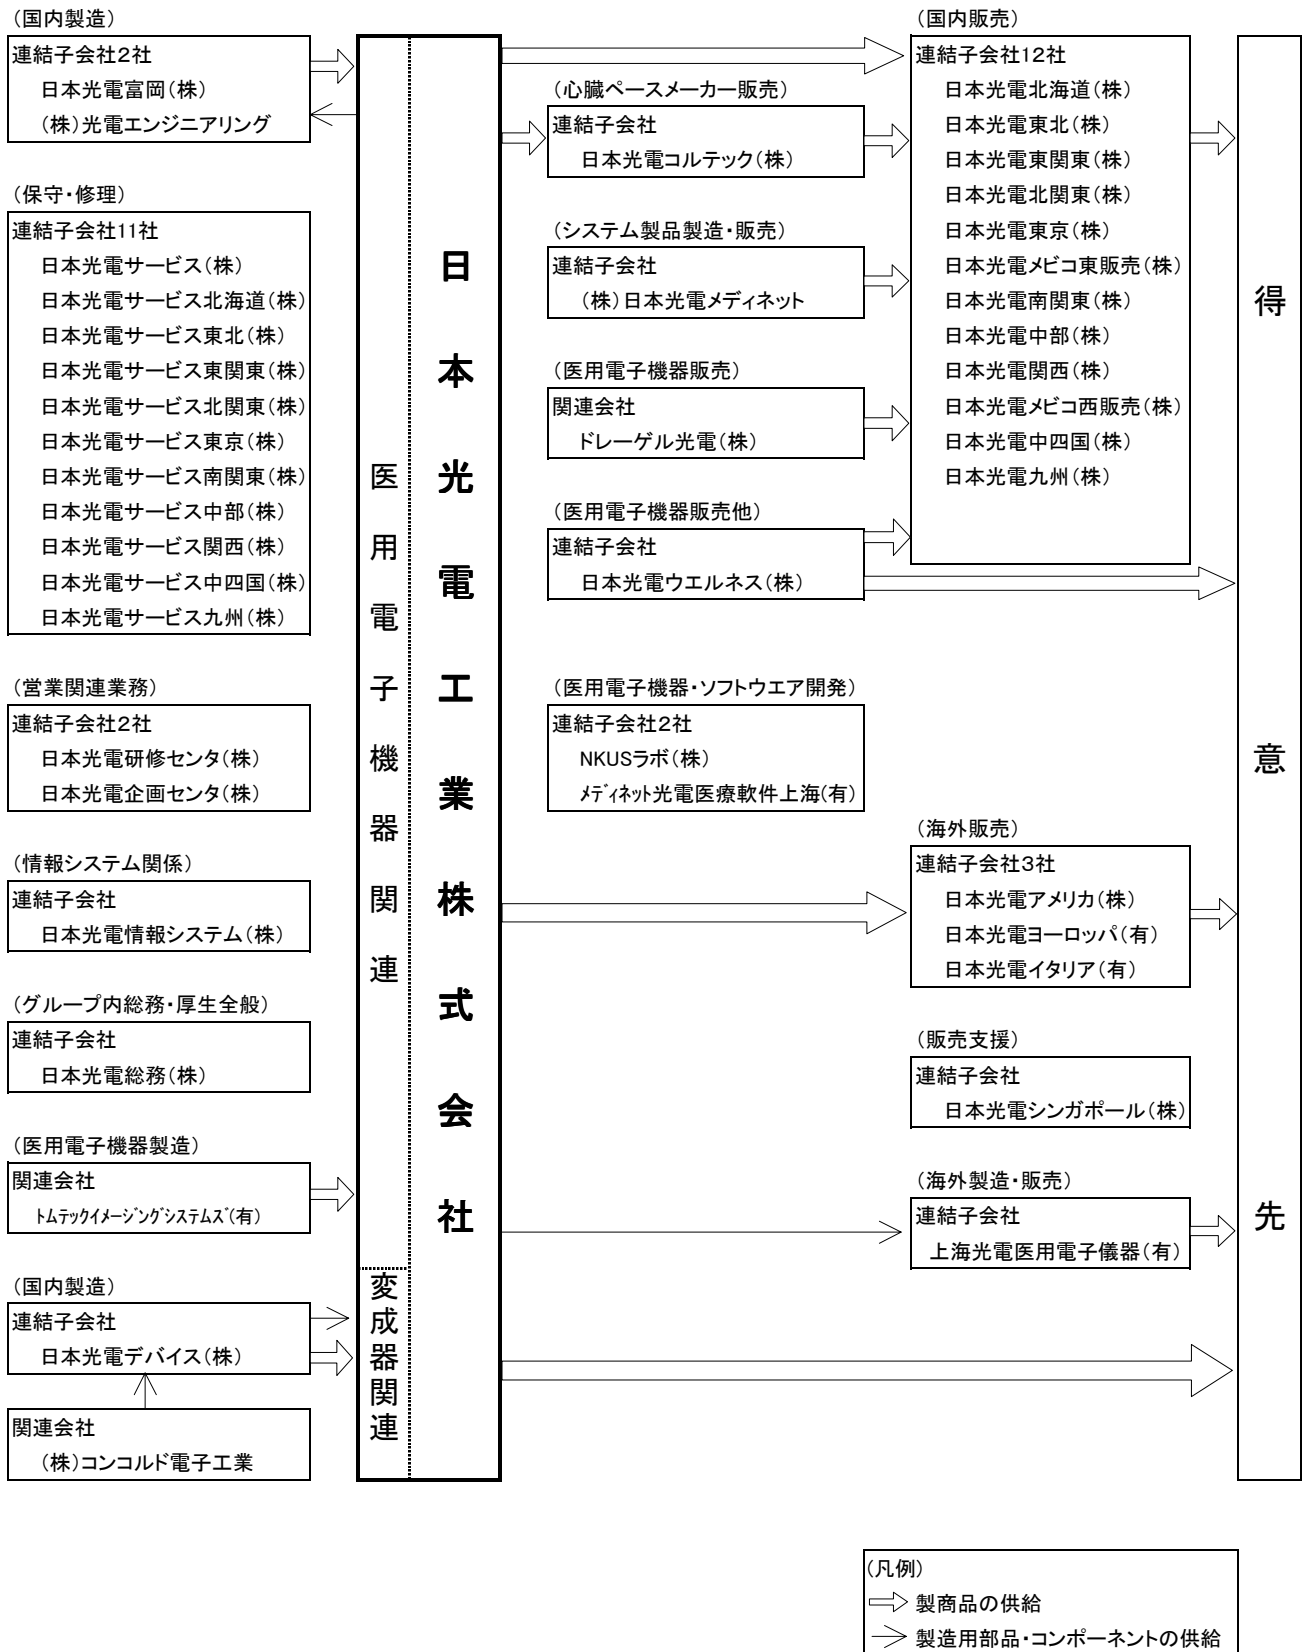 （国内製造）
連結子会社2社
日本光電富岡（株）
（株）光電エンジニアリング
（保守・修理）
連結子会社11社
日本光電サービス（株）
日本光電サービス北海道（株）
日本光電サービス東北（株）
日本光電サービス東関東（株）
日本光電サービス北関東（株）
日本光電サービス東京（株）
日本光電サービス南関東（株）
日本光電サービス中部（株）
日本光電サービス関西（株）
日本光電サービス中四国（株）
日本光電サービス九州（株）
（営業関連業務）
連結子会社2社
日本光電研修センタ（株）
日本光電企画センタ（株）
（情報システム関係）
連結子会社
日本光電情報システム（株）
（グループ内総務・厚生全般）
連結子会社
日本光電総務（株）
（医用電子機器製造）
関連会社
ﾄﾑﾃｯｸｲﾒｰｼﾞﾝｸﾞｼｽﾃﾑｽﾞ(有)
（国内製造）
連結子会社
日本光電デバイス（株）
関連会社
（株）コンコルド電子工業
医用電子機器関連
変成器関連
日本光電工業株式会社
（心臓ペースメーカー販売）
連結子会社
日本光電コルテック（株）
（システム製品製造・販売）
連結子会社
（株）日本光電メディネット
（医用電子機器販売）
関連会社
ドレーゲル光電（株）
（医用電子機器販売他）
連結子会社
日本光電ウエルネス（株）
（医用電子機器・ソフトウエア開発）
連結子会社2社
NKUSラボ（株）
ﾒﾃﾞｨﾈｯﾄ光電医療軟件上海(有)
（国内販売）
連結子会社12社
日本光電北海道（株）
日本光電東北（株）
日本光電東関東（株）
日本光電北関東（株）
日本光電東京（株）
日本光電メビコ東販売（株）
日本光電南関東（株）
日本光電中部（株）
日本光電関西（株）
日本光電メビコ西販売（株）
日本光電中四国（株）
日本光電九州（株）
（海外販売）
連結子会社3社
日本光電アメリカ（株）
日本光電ヨーロッパ（有）
日本光電イタリア（有）
（販売支援）
連結子会社
日本光電シンガポール（株）
（海外製造・販売）
連結子会社
上海光電医用電子儀器（有）
得意先
(凡例)
製商品の供給
製造用部品・コンポーネントの供給